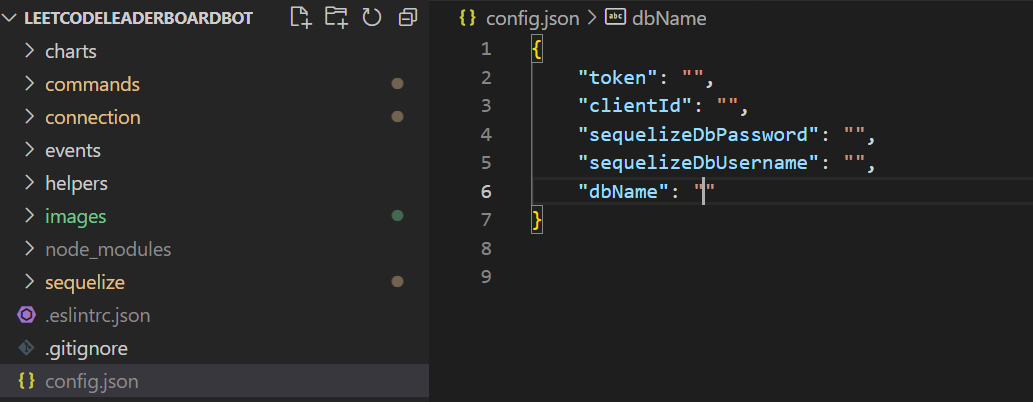 LEETCODELEADERBOARDBOT
charts
commands
connection
events
helpers
images
node_modules
sequelize
.eslintrc.json
.gitignore
{} config.json
{} config.json > abc dbName
1 {
2 "token": "",
3 "clientId": "",
4 "sequelizeDbPassword": "",
5 "sequelizeDbUsername": "",
6 "dbName": ""
7 }
8
9